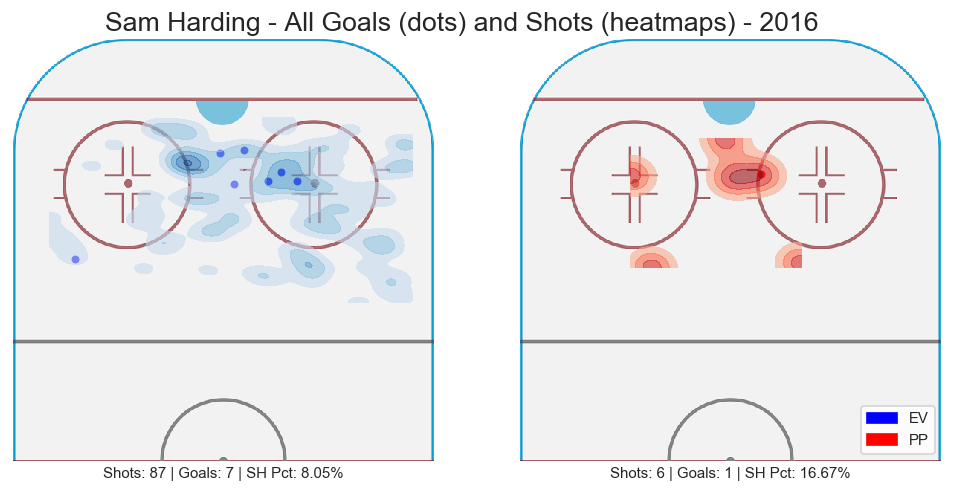 Sam Harding - All Goals (dots) and Shots (heatmaps) - 2016
EV
PP
Shots: 87 | Goals: 7 | SH Pct: 8.05%
Shots: 6 | Goals: 1 | SH Pct: 16.67%